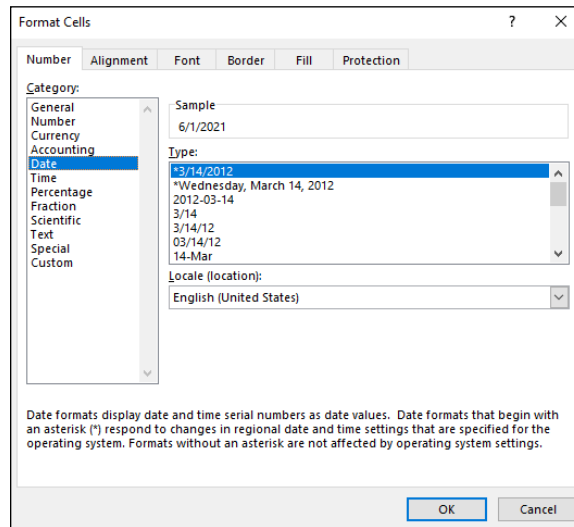 Format Cells ? ×
Number Alignment Font Border Fill Protection
Category:
General
Number
Currency
Accounting
Date
Time
Percentage
Fraction
Scientific
Text
Special
Custom
Sample
6/1/2021
Type:
*3/14/2012
*Wednesday, March 14, 2012
2012-03-14
3/14
3/14/12
03/14/12
14-Mar
Locale (location):
English (United States)
Date formats display date and time serial numbers as date values.  Date formats that begin with
an asterisk (*) respond to changes in regional date and time settings that are specified for the
operating system. Formats without an asterisk are not affected by operating system settings.
OK Cancel